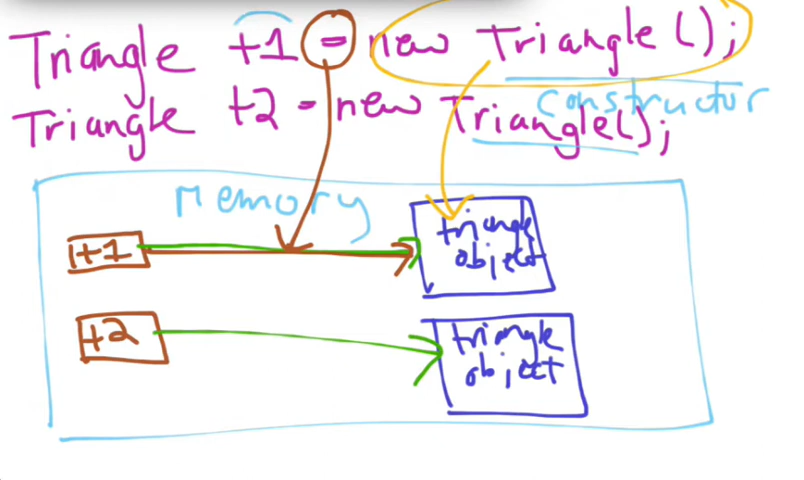 Triangle t1 = new Triangle();
Triangle t2 = new Triangle();
constructor
Memory
t1
triangle
object
t2
triangle
object